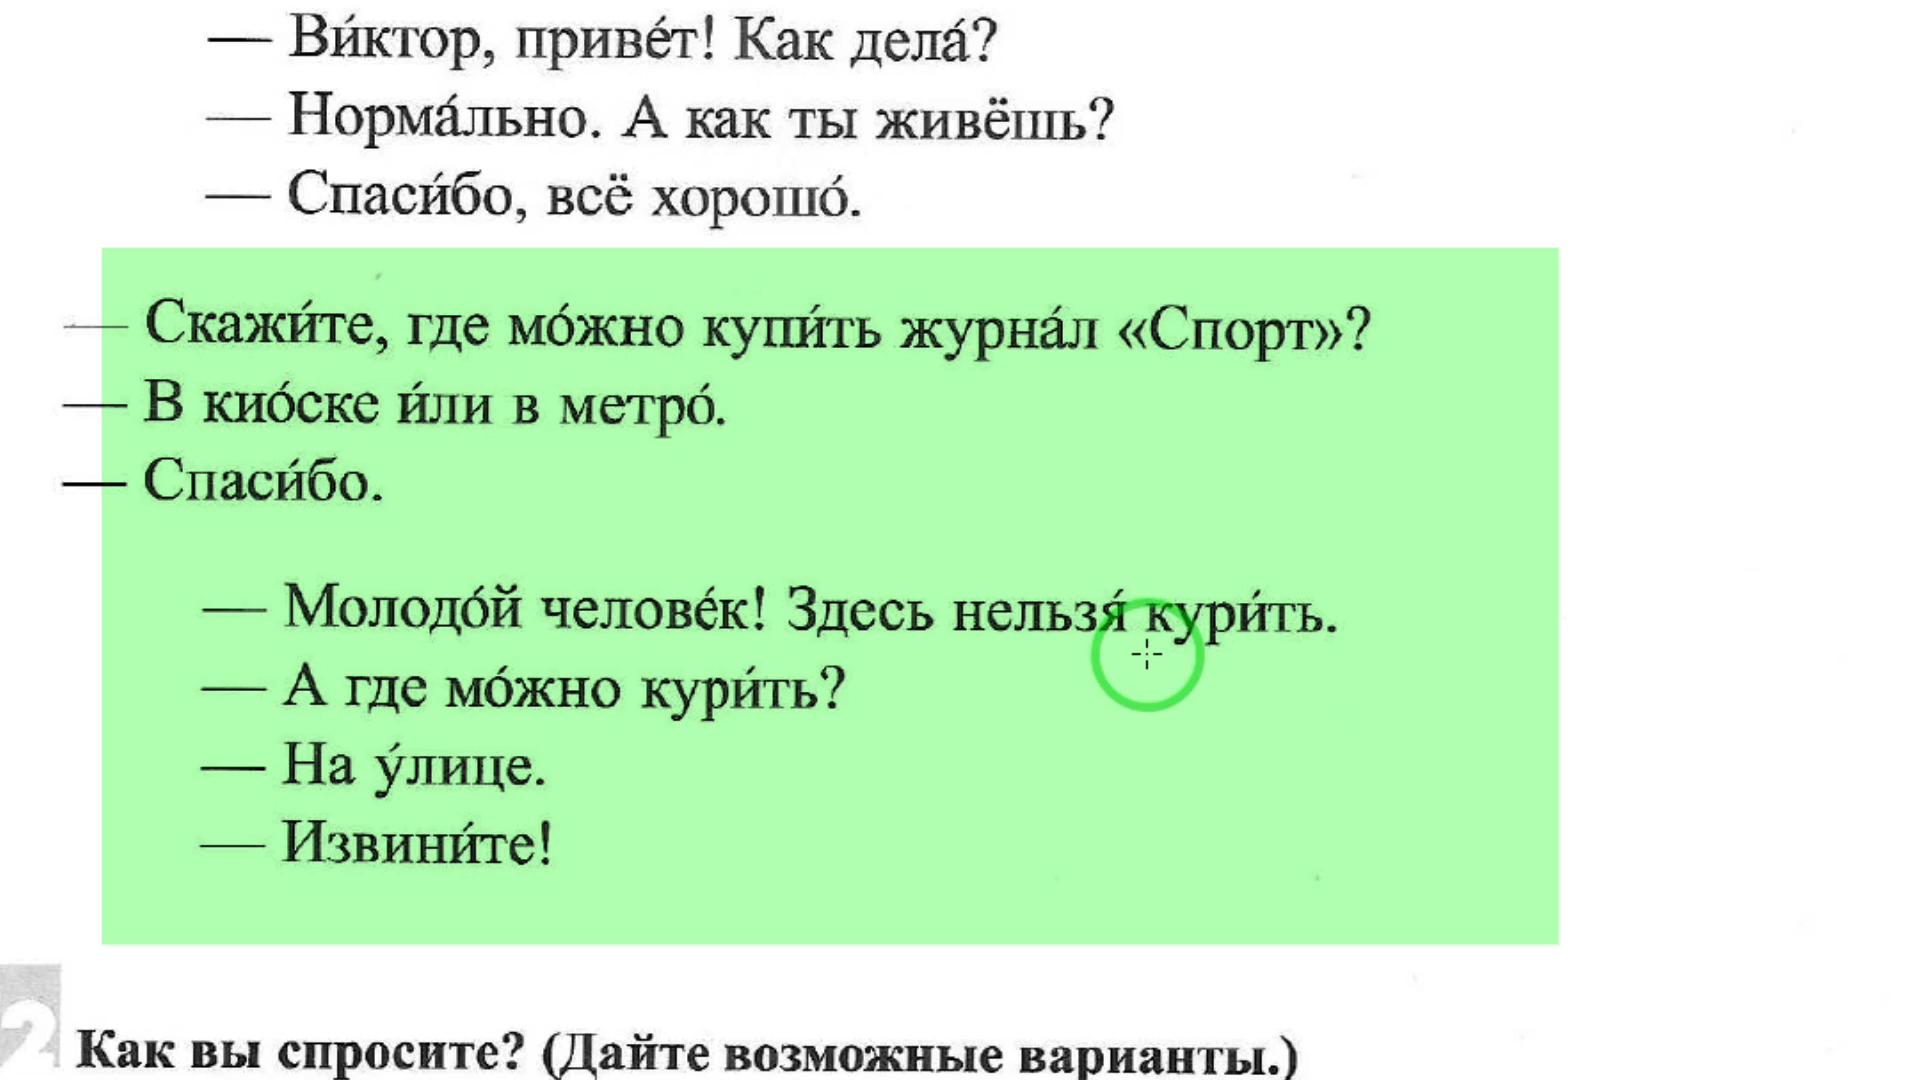 — Ви́ктор, приве́т! Как дела́?
— Норма́льно. А как ты живёшь?
— Спаси́бо, всё хорошо́.
— Скажи́те, где мо́жно купи́ть журна́л «Спорт»?
— В кио́ске и́ли в метро́.
— Спаси́бо.
— Молодо́й челове́к! Здесь нельзя́ кури́ть.
— А где мо́жно кури́ть?
— На у́лице.
— Извини́те!
2
Как вы спросите? (Дайте возможные варианты.)